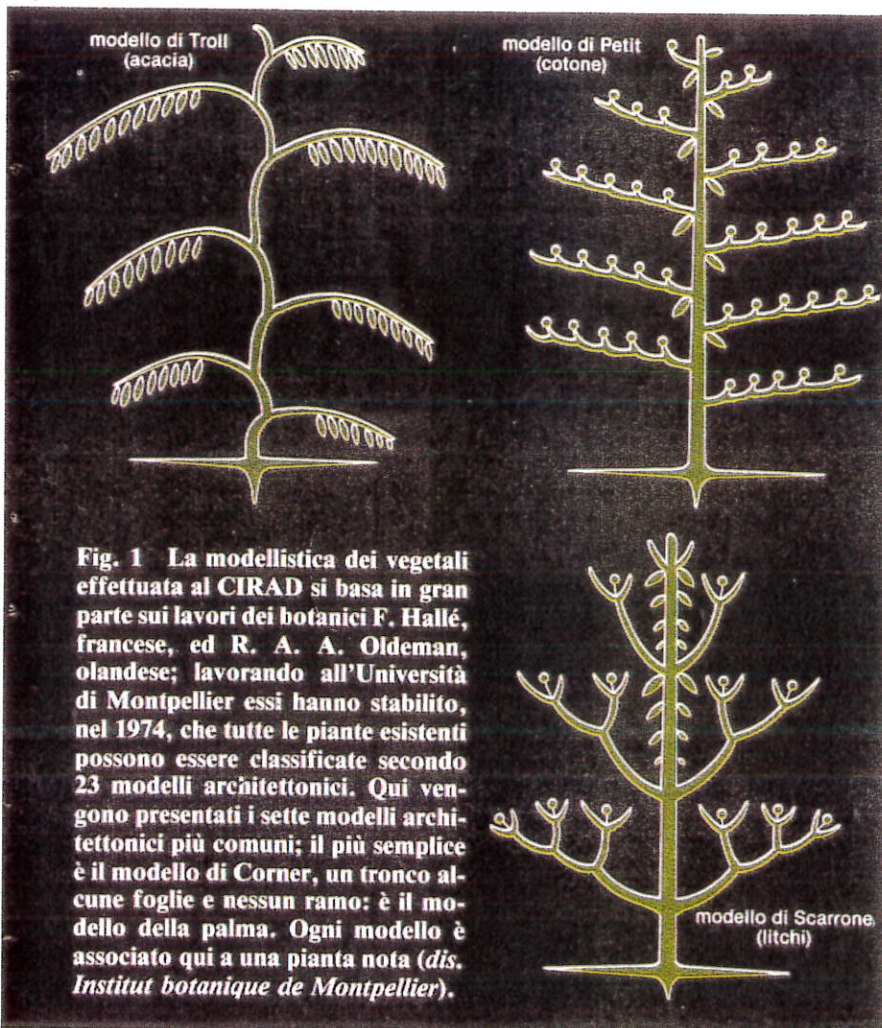 modello di Troll
(acacia)
modello di Petit
(cotone)
Fig. 1 La modellistica dei vegetali
effettuata al CIRAD si basa in gran
parte sui lavori dei botanici F. Hallé,
francese, ed R. A. A. Oldeman,
olandese; lavorando all'Università
di Montpellier essi hanno stabilito,
nel 1974, che tutte le piante esistenti
possono essere classificate secondo
23 modelli architettonici. Qui ven-
gono presentati i sette modelli archi-
tettonici più comuni; il più semplice
è il modello di Corner, un tronco al-
cune foglie e nessun ramo: è il mo-
dello della palma. Ogni modello è
associato qui a una pianta nota (dis.
Institut botanique de Montpellier).
modello di Scarrone
(litchi)